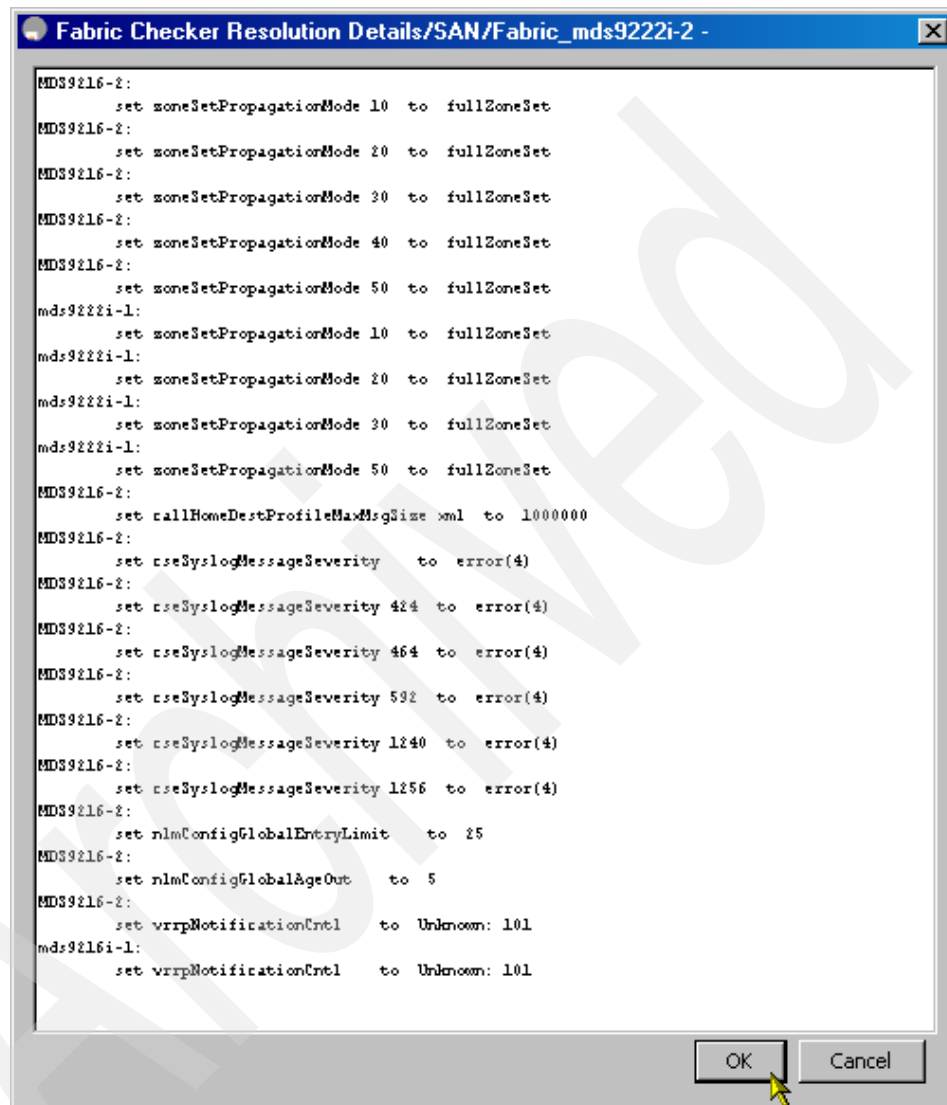 Fabric Checker Resolution Details/SAN/Fabric_mds9222i-2 -
MDS9216-2:
set zoneSetPropagationMode 10 to fullZoneSet
MDS9216-2:
set zoneSetPropagationMode 20 to fullZoneSet
MDS9216-2:
set zoneSetPropagationMode 30 to fullZoneSet
MDS9216-2:
set zoneSetPropagationMode 40 to fullZoneSet
MDS9216-2:
set zoneSetPropagationMode 50 to fullZoneSet
mds9222i-1:
set zoneSetPropagationMode 10 to fullZoneSet
mds9222i-1:
set zoneSetPropagationMode 20 to fullZoneSet
mds9222i-1:
set zoneSetPropagationMode 30 to fullZoneSet
mds9222i-1:
set zoneSetPropagationMode 50 to fullZoneSet
MDS9216-2:
set callHomeDestProfileMaxMsgSize xml to 1000000
MDS9216-2:
set cseSyslogMessageSeverity to error(4)
MDS9216-2:
set cseSyslogMessageSeverity 424 to error(4)
MDS9216-2:
set cseSyslogMessageSeverity 464 to error(4)
MDS9216-2:
set cseSyslogMessageSeverity 592 to error(4)
MDS9216-2:
set cseSyslogMessageSeverity 1240 to error(4)
MDS9216-2:
set cseSyslogMessageSeverity 1256 to error(4)
MDS9216-2:
set nlmConfigGlobalEntryLimit to 25
MDS9216-2:
set nlmConfigGlobalAgeOut to 5
MDS9216-2:
set vrrpNotificationCntl to Unknown: 101
mds9216i-1:
set vrrpNotificationCntl to Unknown: 101
OK Cancel
Archived